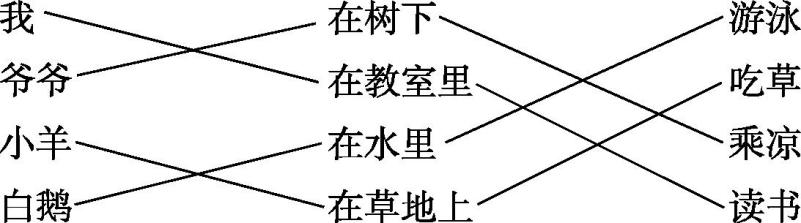 我 在树下 游泳
爷爷 在教室里 吃草
小羊 在水里 乘凉
白鹅 在草地上 读书